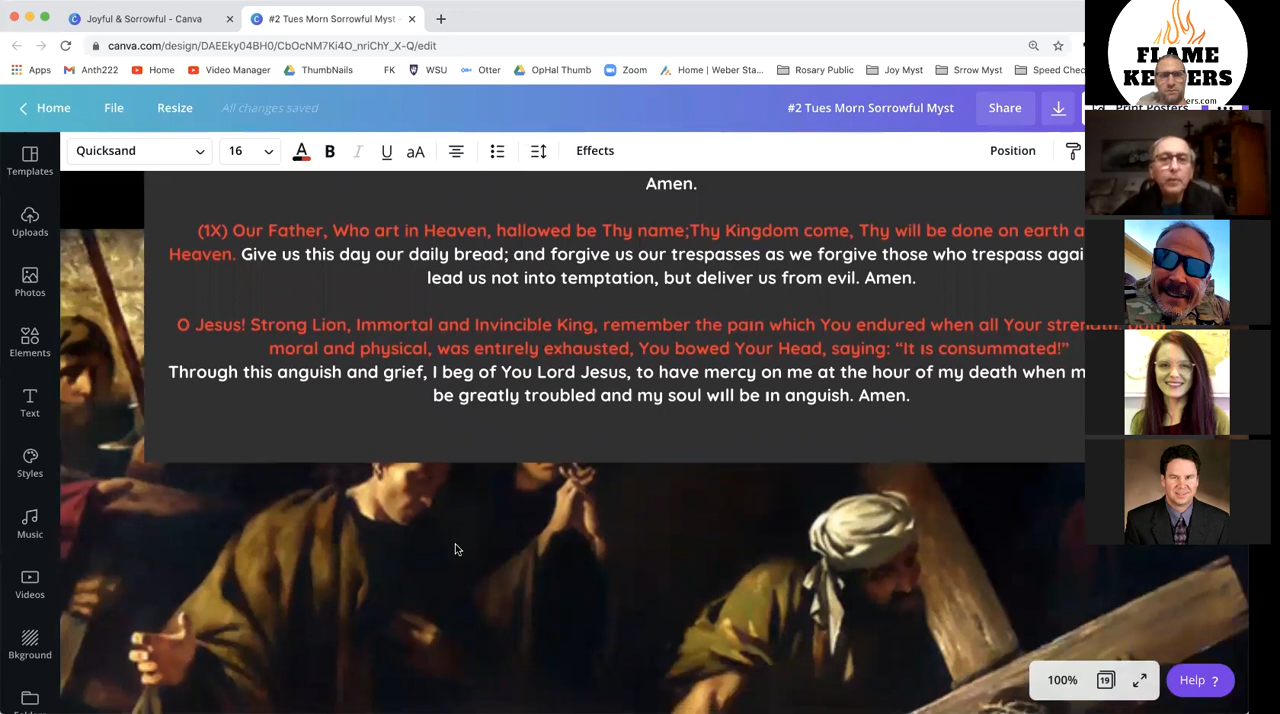 Joyful & Sorrowful - Canva
#2 Tues Morn Sorrowful Myst -
canva.com/design/DAEEky04BH0/CbOcNM7Ki4O_nriChY_X-Q/edit
Apps Anth222 Home Video Manager ThumbNails FK WSU Otter OpHal Thumb Zoom Home | Weber Sta... Rosary Public Joy Myst Srrow Myst Speed Chec
FLAME
KEEPERS
Home File Resize All changes saved #2 Tues Morn Sorrowful Myst Share
Print Posters
Quicksand 16 A B I U aA Effects Position
Templates
Uploads
Photos
Elements
Text
Styles
Music
Videos
Bkground
Amen.
(1X) Our Father, Who art in Heaven, hallowed be Thy name;Thy Kingdom come, Thy will be done on earth a
Heaven. Give us this day our daily bread; and forgive us our trespasses as we forgive those who trespass agai
lead us not into temptation, but deliver us from evil. Amen.
O Jesus! Strong Lion, Immortal and Invincible King, remember the pain which You endured when all Your
moral and physical, was entirely exhausted, You bowed Your Head, saying: “It is consummated!”
Through this anguish and grief, I beg of You Lord Jesus, to have mercy on me at the hour of my death when m
be greatly troubled and my soul will be in anguish. Amen.
100% 19 Help ?